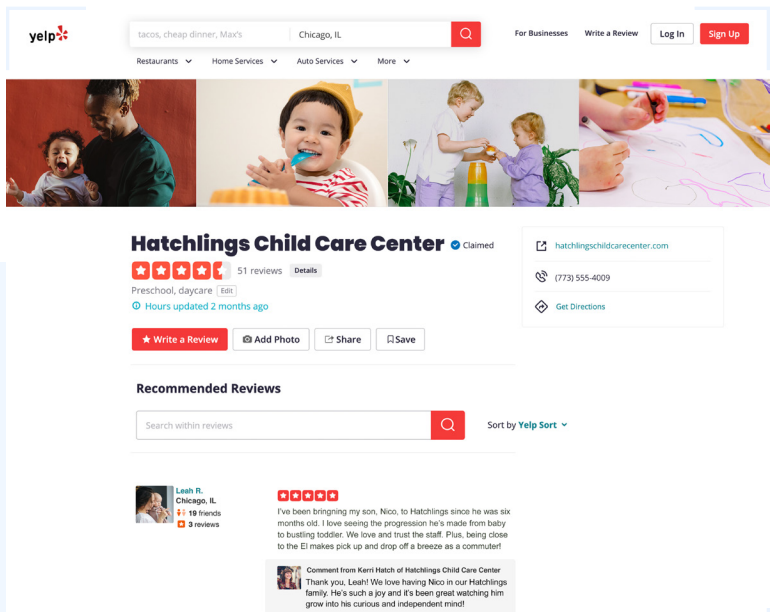 yelp
tacos, cheap dinner, Max's
Chicago, IL
For Businesses
Write a Review
Log In
Sign Up
Restaurants
Home Services
Auto Services
More
Hatchlings Child Care Center
Claimed
51 reviews
Details
Preschool, daycare
Edit
Hours updated 2 months ago
hatchlingschildcarecenter.com
(773) 555-4009
Get Directions
Write a Review
Add Photo
Share
Save
Recommended Reviews
Search within reviews
Sort by Yelp Sort
Leah R.
Chicago, IL
19 friends
3 reviews
I've been bringning my son, Nico, to Hatchlings since he was six
months old. I love seeing the progression he's made from baby
to bustling toddler. We love and trust the staff. Plus, being close
to the El makes pick up and drop off a breeze as a commuter!
Comment from Kerri Hatch of Hatchlings Child Care Center
Thank you, Leah! We love having Nico in our Hatchlings
family. He's such a joy and it's been great watching him
grow into his curious and independent mind!